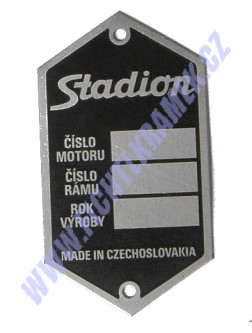 Stadion
ČÍSLO
MOTORU
ČÍSLO
RÁMU
ROK
VÝROBY
MADE IN CZECHOSLOVAKIA